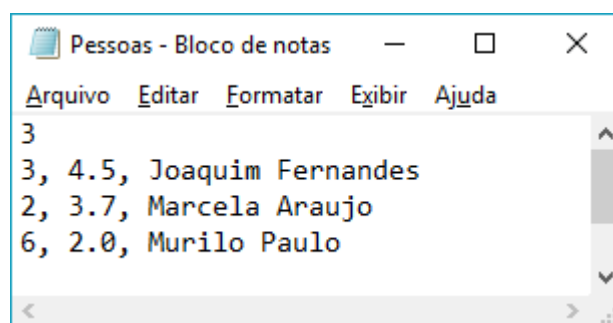 Pessoas - Bloco de notas
Arquivo Editar Formatar Exibir Ajuda
3
3, 4.5, Joaquim Fernandes
2, 3.7, Marcela Araujo
6, 2.0, Murilo Paulo